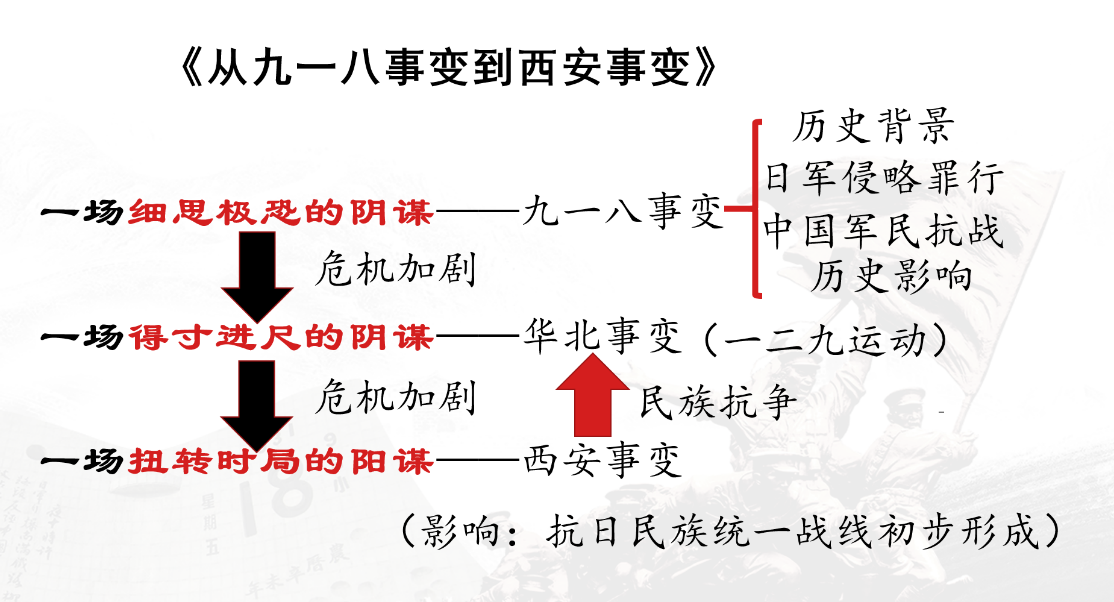 《从九一八事变到西安事变》
历史背景
日军侵略罪行
一场细思极恐的阴谋——九一八事变
中国军民抗战
历史影响
危机加剧
一场得寸进尺的阴谋——华北事变（一二九运动）
危机加剧
民族抗争
一场扭转时局的阳谋——西安事变
18
星期五
（影响：抗日民族统一战线初步形成）